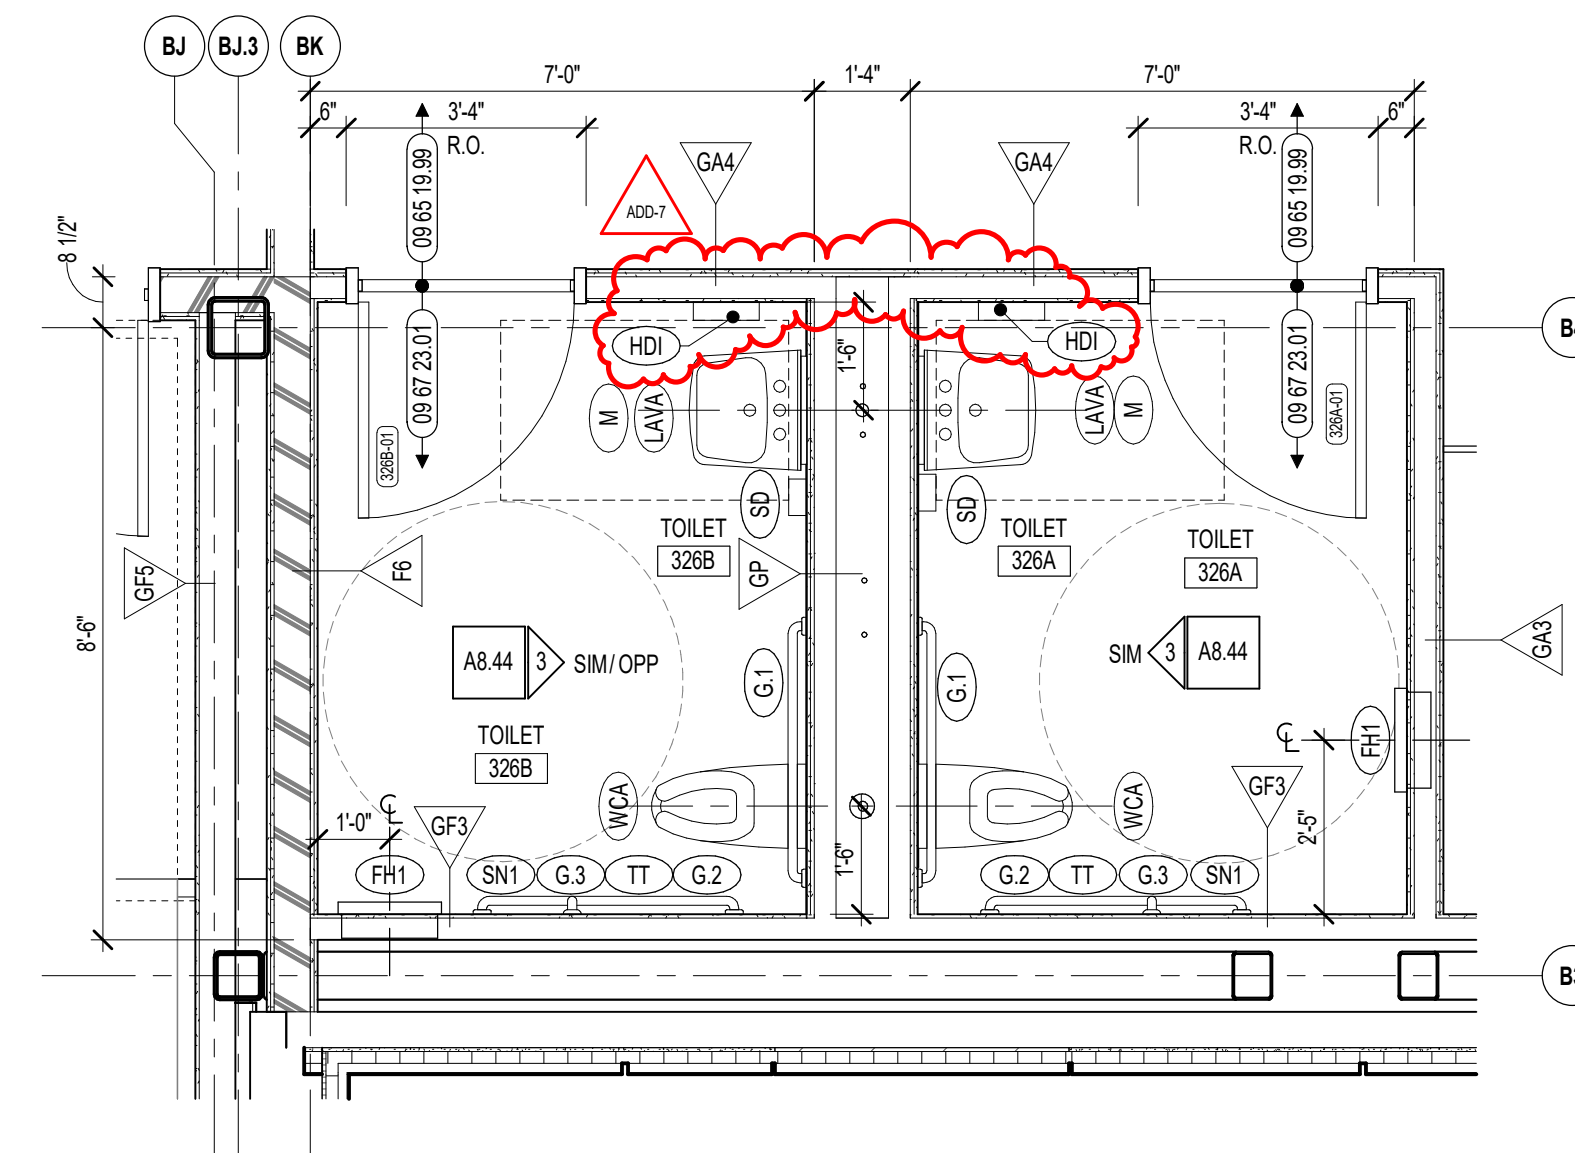 BJ
BJ.3
BK
7'-0"
1'-4"
7'-0"
6"
3'-4"
R.O.
3'-4"
R.O.
6"
09 65 19.99
GA4
GA4
09 65 19.99
ADD-7
8 1/2"
HDI
HDI
1'-6"
09 67 23.01
09 67 23.01
326B-01
M
LAVA
LAVA
M
326A-01
SD
SD
TOILET
326B
TOILET
326A
TOILET
326A
GF5
F6
GP
8'-6"
A8.44
3
SIM/OPP
SIM
3
A8.44
GA3
G.1
G.1
TOILET
326B
CL
FH1
WCA
WCA
GF3
2'-5"
CL
1'-0"
GF3
1'-6"
FH1
SN1
G.3
TT
G.2
G.2
TT
G.3
SN1